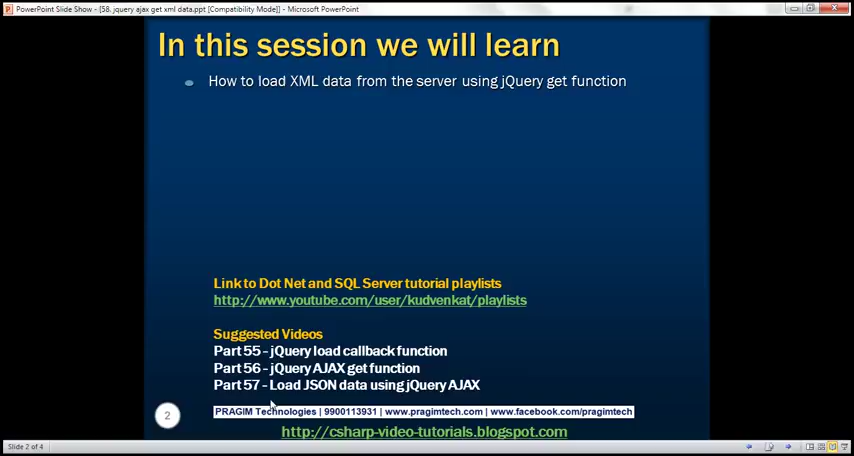 PowerPoint Slide Show - [58. jquery ajax get xml data.ppt [Compatibility Mode]] - Microsoft PowerPoint
In this session we will learn
How to load XML data from the server using jQuery get function
Link to Dot Net and SQL Server tutorial playlists
http://www.youtube.com/user/kudvenkat/playlists
Suggested Videos
Part 55 - jQuery load callback function
Part 56 - jQuery AJAX get function
Part 57 - Load JSON data using jQuery AJAX
2
PRAGIM Technologies | 9900113931 | www.pragimtech.com | www.facebook.com/pragimtech
http://csharp-video-tutorials.blogspot.com
Slide 2 of 4